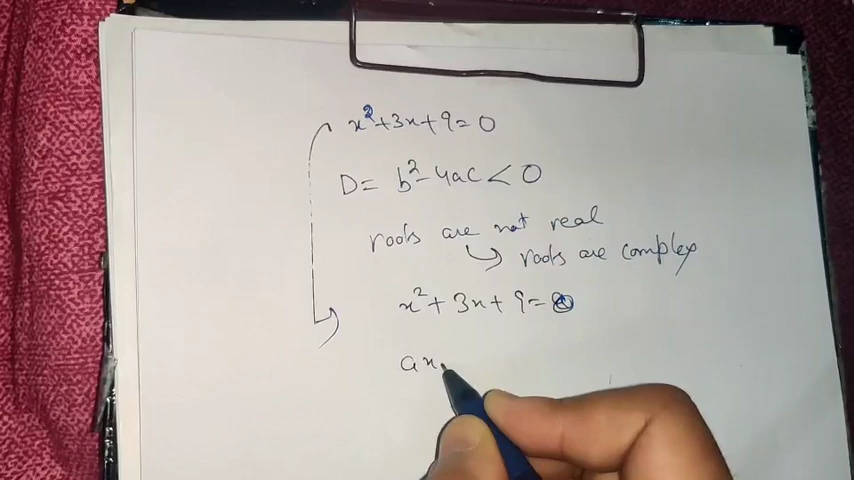 x²+3x+9=0
D= b²-4ac<0
roots are not real
roots are complex
x²+3x+9=0
ax